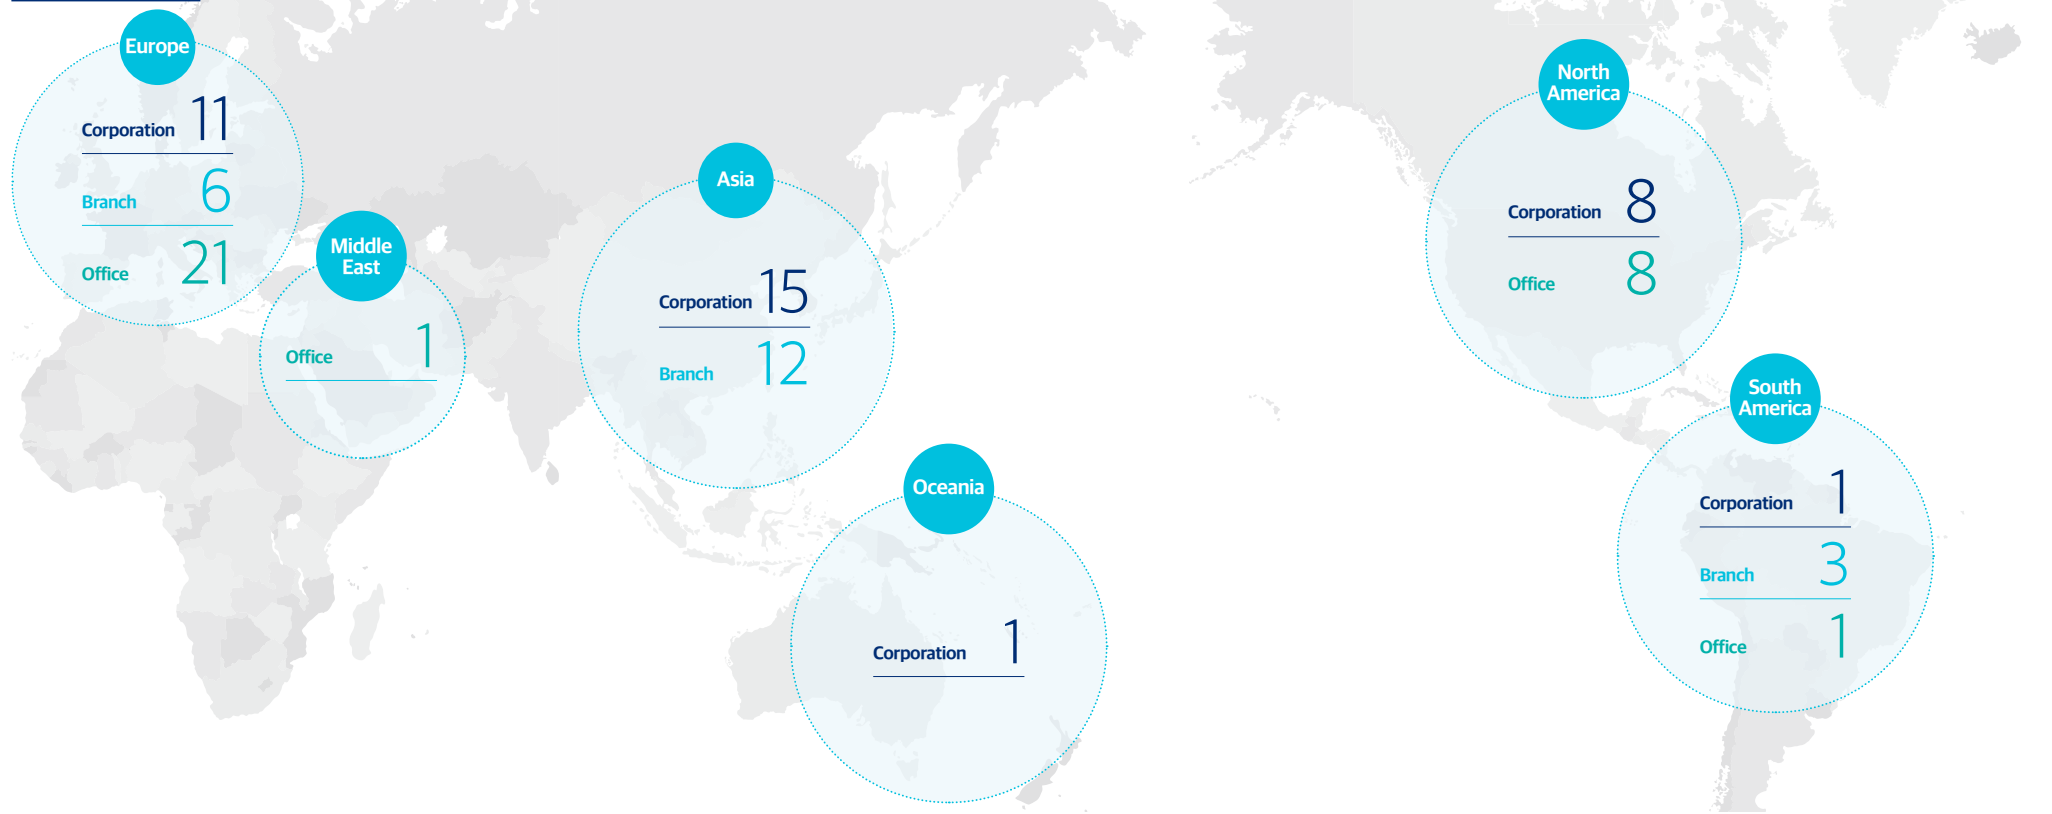 Europe
Corporation 11
Branch 6
Office 21
Middle
East
Office 1
Asia
Corporation 15
Branch 12
Oceania
Corporation 1
North
America
Corporation 8
Office 8
South
America
Corporation 1
Branch 3
Office 1